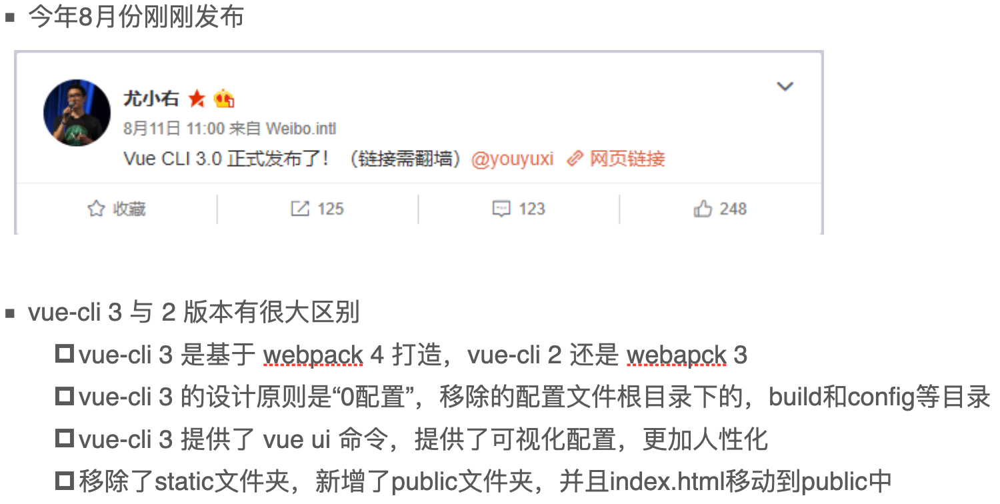 今年8月份刚刚发布
尤小右
8月11日 11:00 来自 Weibo.intl
Vue CLI 3.0 正式发布了！（链接需翻墙）@youyuxi 网页链接
收藏 125 123 248
vue-cli 3 与 2 版本有很大区别
vue-cli 3 是基于 webpack 4 打造，vue-cli 2 还是 webapck 3
vue-cli 3 的设计原则是“0配置”，移除的配置文件根目录下的，build和config等目录
vue-cli 3 提供了 vue ui 命令，提供了可视化配置，更加人性化
移除了static文件夹，新增了public文件夹，并且index.html移动到public中